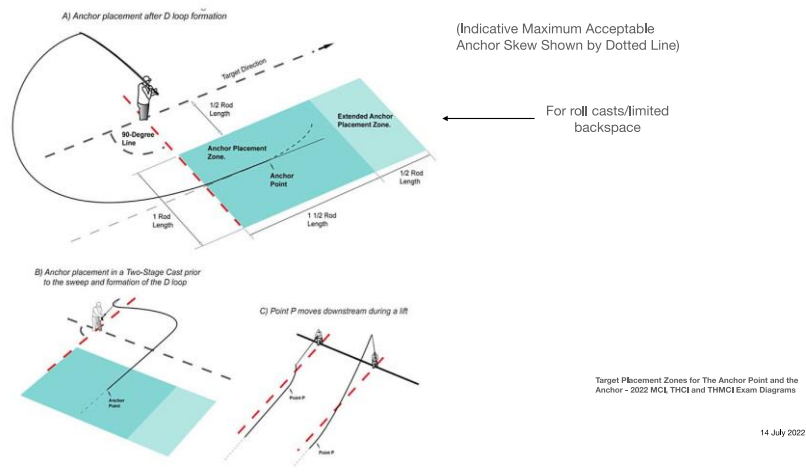 A) Anchor placement after D loop formation
(Indicative Maximum Acceptable
Anchor Skew Shown by Dotted Line)
Target Direction
1/2 Rod
Length
For roll casts/limited
backspace
Extended Anchor
Placement Zone.
90-Degree
Line
Anchor Placement
Zone.
Anchor
Point
1/2 Rod
Length
1 Rod
Length
1 1/2 Rod
Length
B) Anchor placement in a Two-Stage Cast prior
to the sweep and formation of the D loop
C) Point P moves downstream during a lift
Anchor
Point
Point P
Point P
Target Placement Zones for The Anchor Point and the
Anchor - 2022 MCI, THCI and THMCI Exam Diagrams
14 July 2022